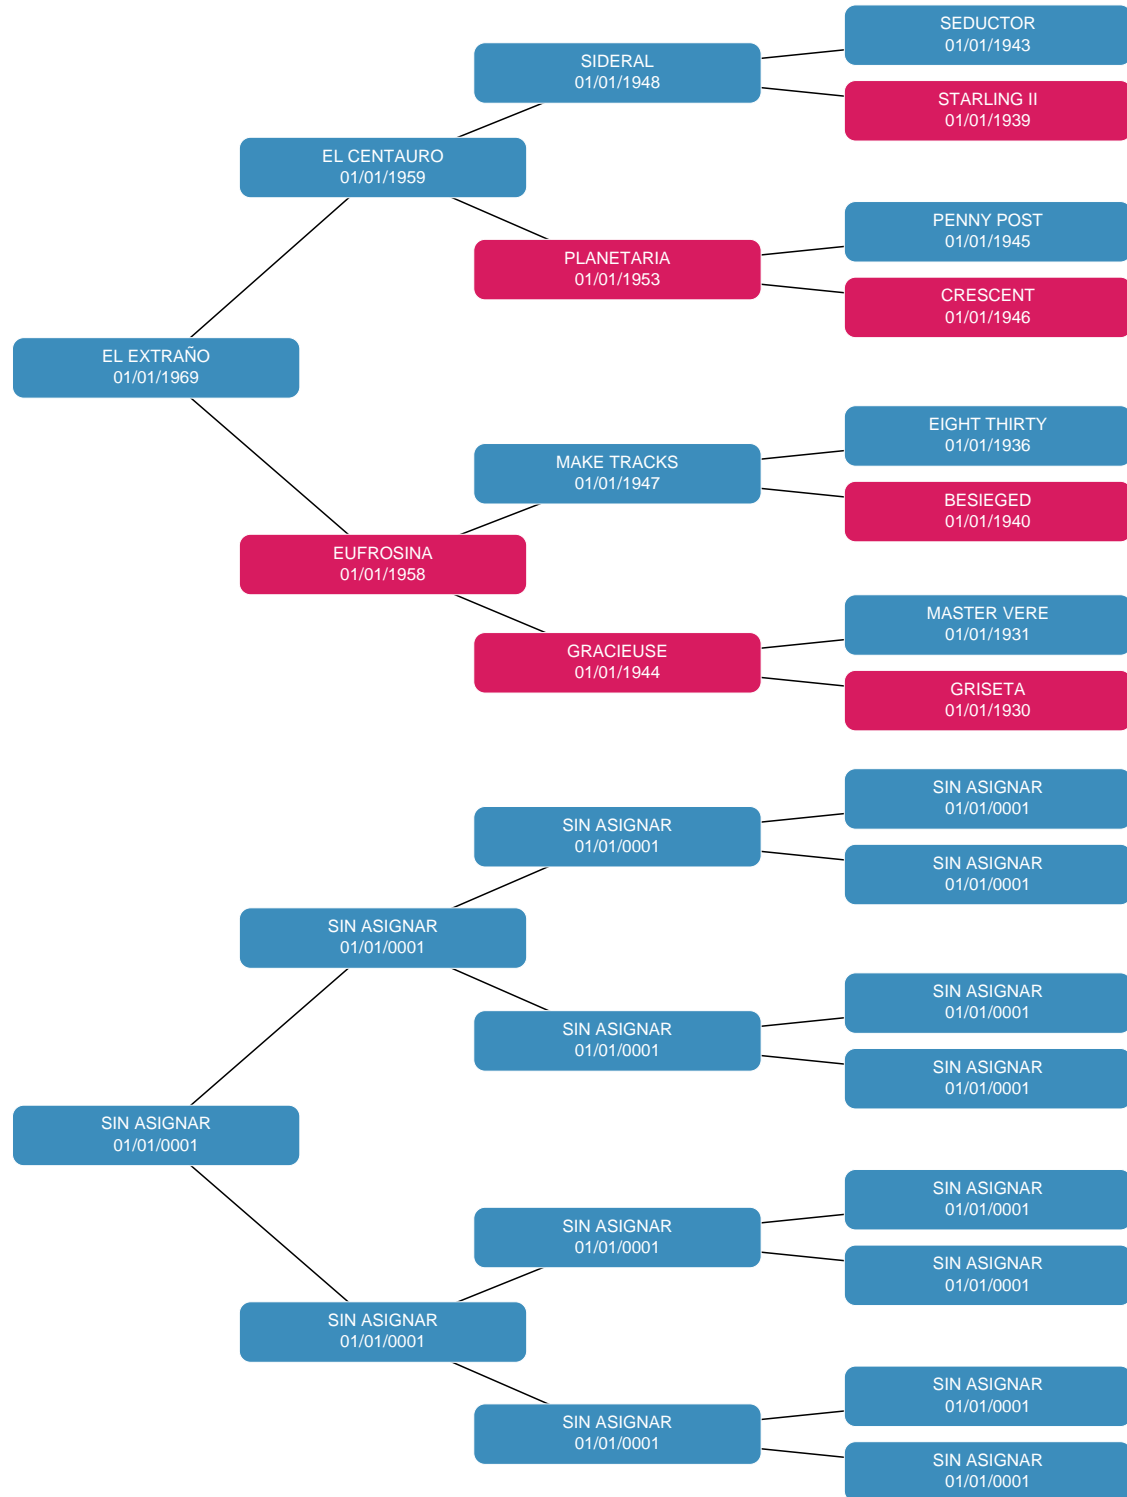 SEDUCTOR
01/01/1943
SIDERAL
01/01/1948
STARLING II
01/01/1939
EL CENTAURO
01/01/1959
PENNY POST
01/01/1945
PLANETARIA
01/01/1953
CRESCENT
01/01/1946
EL EXTRAÑO
01/01/1969
EIGHT THIRTY
01/01/1936
MAKE TRACKS
01/01/1947
BESIEGED
01/01/1940
EUFROSINA
01/01/1958
MASTER VERE
01/01/1931
GRACIEUSE
01/01/1944
GRISETA
01/01/1930
SIN ASIGNAR
01/01/0001
SIN ASIGNAR
01/01/0001
SIN ASIGNAR
01/01/0001
SIN ASIGNAR
01/01/0001
SIN ASIGNAR
01/01/0001
SIN ASIGNAR
01/01/0001
SIN ASIGNAR
01/01/0001
SIN ASIGNAR
01/01/0001
SIN ASIGNAR
01/01/0001
SIN ASIGNAR
01/01/0001
SIN ASIGNAR
01/01/0001
SIN ASIGNAR
01/01/0001
SIN ASIGNAR
01/01/0001
SIN ASIGNAR
01/01/0001
SIN ASIGNAR
01/01/0001